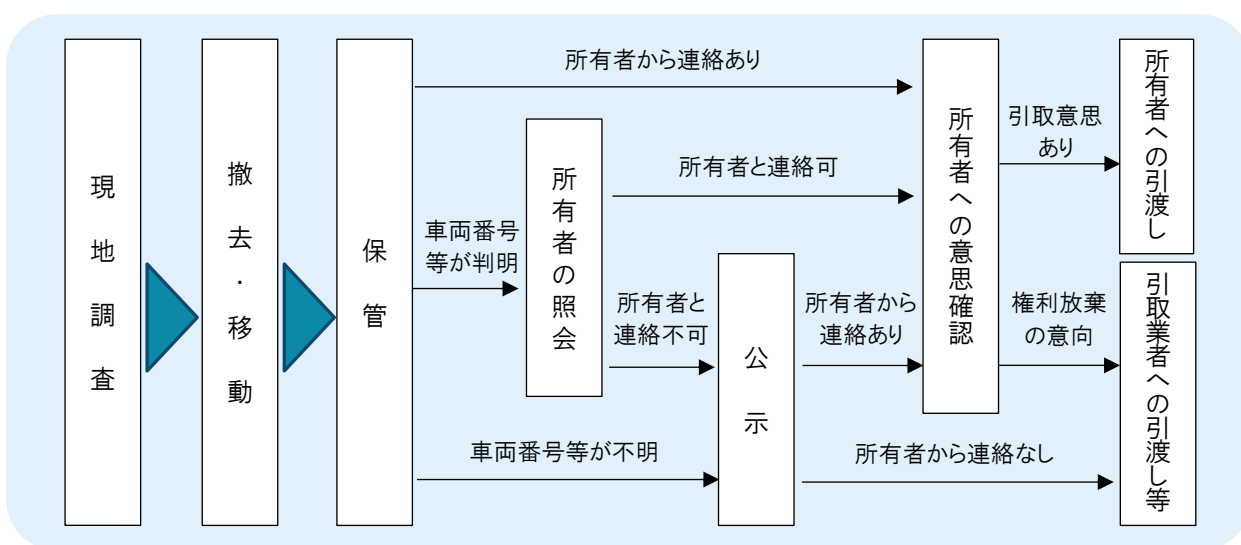 現地調査
撤去・移動
保管
所有者から連絡あり
車両番号
等が判明
所有者の照会
所有者と連絡可
所有者と
連絡不可
車両番号等が不明
公示
所有者から
連絡あり
所有者から連絡なし
所有者への意思確認
引取意思
あり
権利放棄
の意向
所有者への引渡し
引取業者への引渡し等